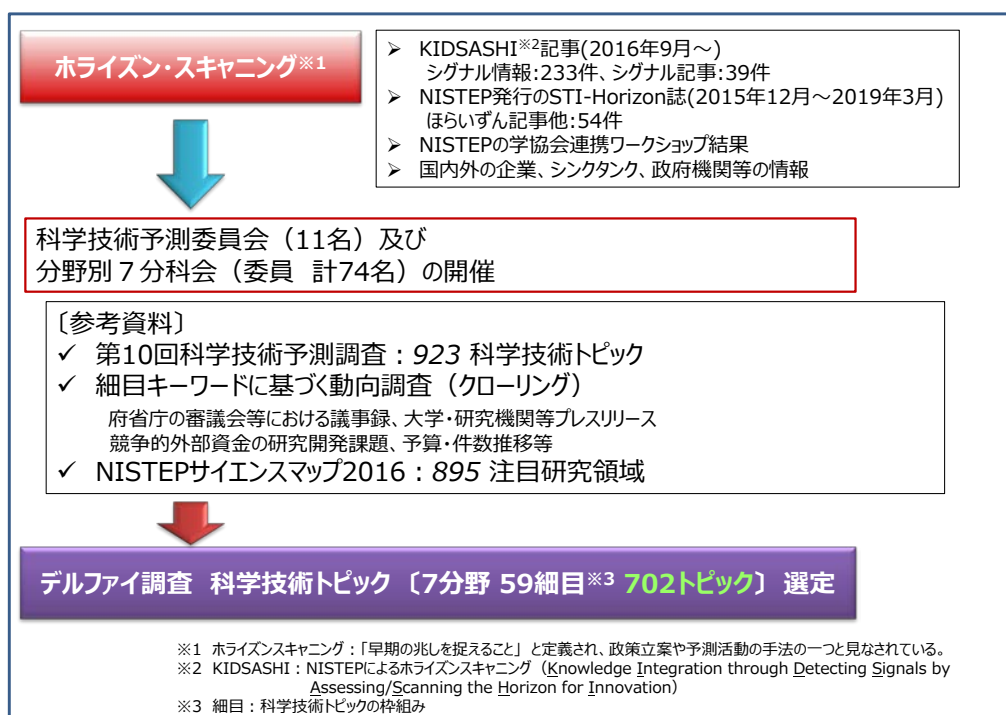 ホライズン・スキャニング※1
➢ KIDSASHI※2記事(2016年9月～)
シグナル情報:233件、シグナル記事:39件
➢ NISTEP発行のSTI-Horizon誌(2015年12月～2019年3月)
ほらいずん記事他:54件
➢ NISTEPの学協会連携ワークショップ結果
➢ 国内外の企業、シンクタンク、政府機関等の情報
科学技術予測委員会（11名）及び
分野別７分科会（委員 計74名）の開催
〔参考資料〕
✓ 第10回科学技術予測調査：923 科学技術トピック
✓ 細目キーワードに基づく動向調査（クローリング）
府省庁の審議会等における議事録、大学・研究機関等プレスリリース
競争的外部資金の研究開発課題、予算・件数推移等
✓ NISTEPサイエンスマップ2016：895 注目研究領域
デルファイ調査 科学技術トピック〔7分野 59細目※3 702トピック〕選定
※1 ホライズンスキャニング：「早期の兆しを捉えること」と定義され、政策立案や予測活動の手法の一つと見なされている。
※2 KIDSASHI：NISTEPによるホライズンスキャニング（Knowledge Integration through Detecting Signals by
Assessing/Scanning the Horizon for Innovation）
※3 細目：科学技術トピックの枠組み